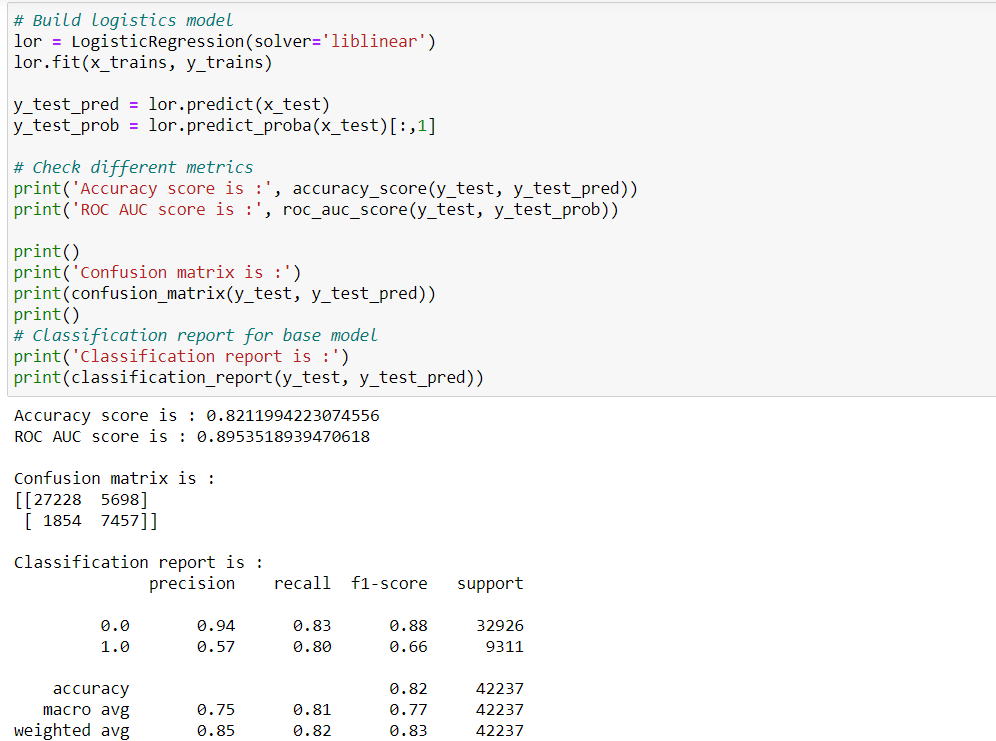 # Build logistics model
lor = LogisticRegression(solver='liblinear')
lor.fit(x_trains, y_trains)
y_test_pred = lor.predict(x_test)
y_test_prob = lor.predict_proba(x_test)[:,1]
# Check different metrics
print('Accuracy score is :', accuracy_score(y_test, y_test_pred))
print('ROC AUC score is :', roc_auc_score(y_test, y_test_prob))
print()
print('Confusion matrix is :')
print(confusion_matrix(y_test, y_test_pred))
print()
# Classification report for base model
print('Classification report is :')
print(classification_report(y_test, y_test_pred))
Accuracy score is : 0.8211994223074556
ROC AUC score is : 0.8953518939470618
Confusion matrix is :
[[27228  5698]
 [ 1854  7457]]
Classification report is :
              precision    recall  f1-score   support
         0.0       0.94      0.83      0.88     32926
         1.0       0.57      0.80      0.66      9311
    accuracy                           0.82     42237
   macro avg       0.75      0.81      0.77     42237
weighted avg       0.85      0.82      0.83     42237